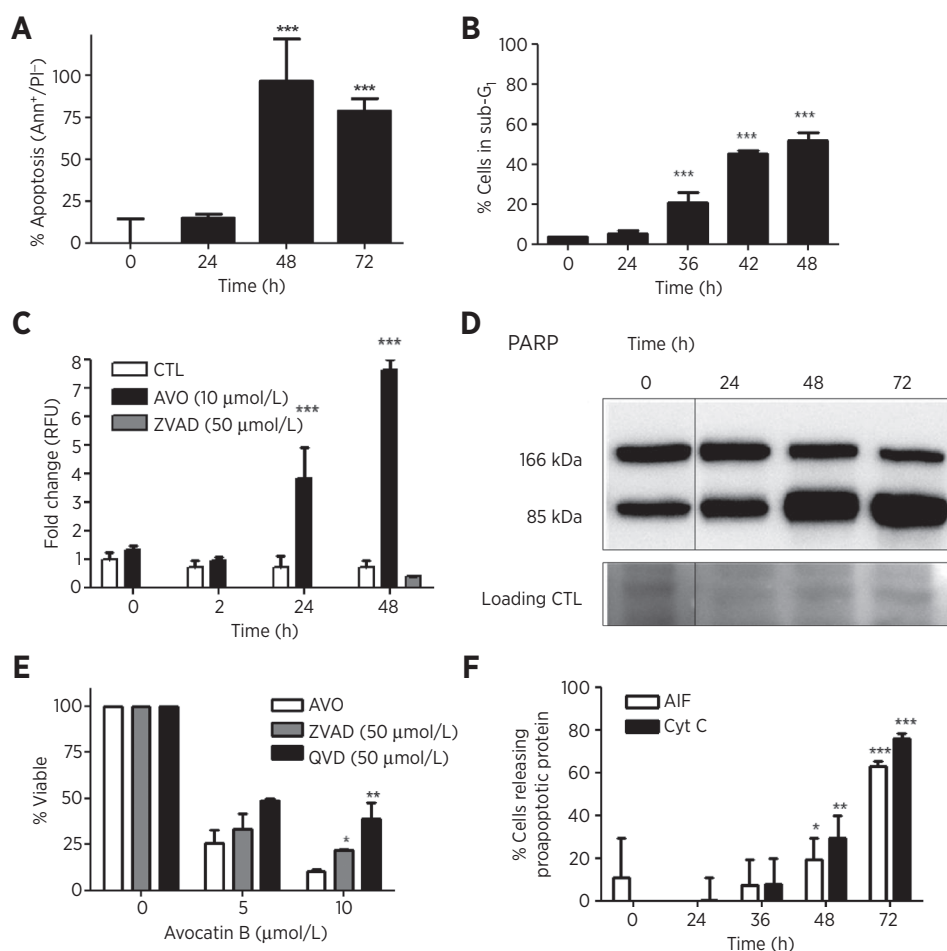 A
% Apoptosis (Ann⁺/PI⁻)
100
75
50
25
0
***
***
0 24 48 72
Time (h)
B
% Cells in sub-G₁
100
80
60
40
20
0
***
***
***
0 24 36 42 48
Time (h)
C
Fold change (RFU)
8
7
6
5
4
3
2
1
0
CTL
AVO (10 μmol/L)
ZVAD (50 μmol/L)
***
***
0 2 24 48
Time (h)
D
PARP Time (h)
0 24 48 72
166 kDa
85 kDa
Loading CTL
E
% Viable
100
75
50
25
0
AVO
ZVAD (50 μmol/L)
QVD (50 μmol/L)
*
**
0 5 10
Avocatin B (μmol/L)
F
% Cells releasing
proapoptotic protein
100
80
60
40
20
0
AIF
Cyt C
*
**
***
***
0 24 36 48 72
Time (h)